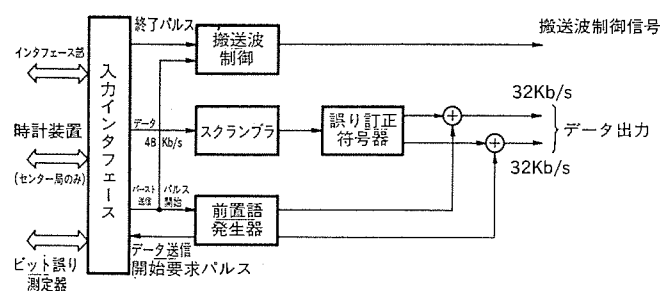 終了パルス
搬送波
制御
搬送波制御信号
インタフェース部
入力インタフェース
時計装置
(センター局のみ)
データ
48 Kb/s
スクランブラ
誤り訂正
符号器
32Kb/s
データ出力
32Kb/s
バースト
送信
パルス
開始
前置語
発生器
データ送信
開始要求パルス
ビット誤り
測定器